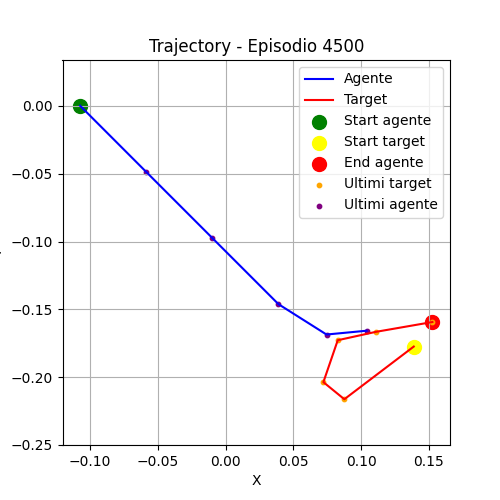 Trajectory - Episodio 4500
Agente
Target
Start agente
Start target
End agente
Ultimi target
Ultimi agente
0.00
−0.05
−0.10
−0.15
−0.20
−0.25
−0.10
−0.05
0.00
0.05
0.10
0.15
X